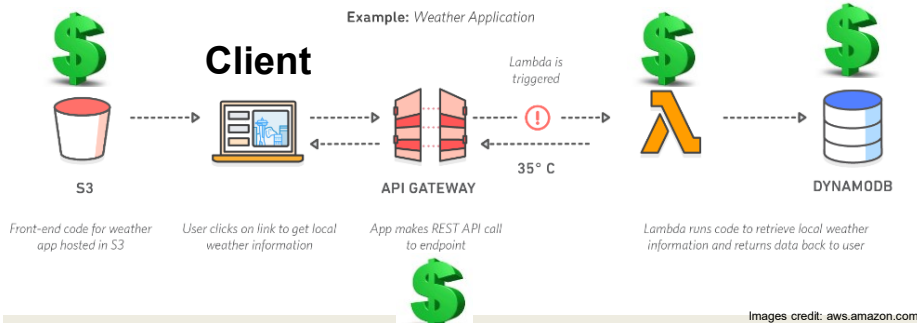 Example: Weather Application
Client
Lambda is
triggered
35° C
S3
API GATEWAY
DYNAMODB
Front-end code for weather
app hosted in S3
User clicks on link to get local
weather information
App makes REST API call
to endpoint
Lambda runs code to retrieve local weather
information and returns data back to user
Images credit: aws.amazon.com